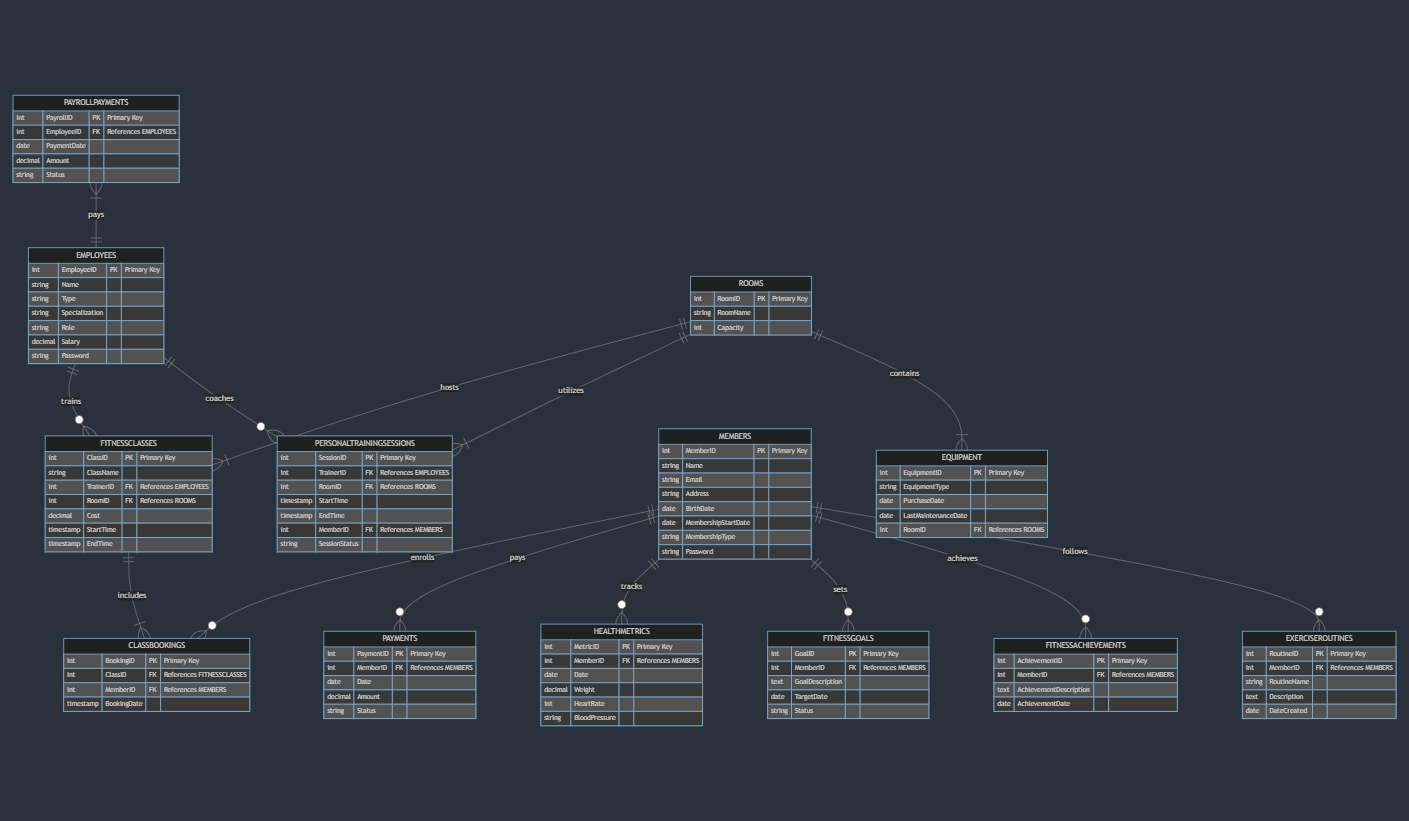 PAYROLLPAYMENTS
int PayrollID PK Primary Key
int EmployeeID FK References EMPLOYEES
date PaymentDate
decimal Amount
string Status
pays
EMPLOYEES
int EmployeeID PK Primary Key
string Name
string Type
string Specialization
string Role
decimal Salary
string Password
ROOMS
int RoomID PK Primary Key
string RoomName
int Capacity
trains
coaches
hosts
utilizes
contains
FITNESSCLASSES
int ClassID PK Primary Key
string ClassName
int TrainerID FK References EMPLOYEES
int RoomID FK References ROOMS
decimal Cost
timestamp StartTime
timestamp EndTime
PERSONALTRAININGSESSIONS
int SessionID PK Primary Key
int TrainerID FK References EMPLOYEES
int RoomID FK References ROOMS
timestamp StartTime
timestamp EndTime
int MemberID FK References MEMBERS
string SessionStatus
MEMBERS
int MemberID PK Primary Key
string Name
string Email
string Address
date BirthDate
date MembershipStartDate
string MembershipType
string Password
EQUIPMENT
int EquipmentID PK Primary Key
string EquipmentType
date PurchaseDate
date LastMaintenanceDate
int RoomID FK References ROOMS
includes
enrolls
pays
tracks
sets
achieves
follows
CLASSBOOKINGS
int BookingID PK Primary Key
int ClassID FK References FITNESSCLASSES
int MemberID FK References MEMBERS
timestamp BookingDate
PAYMENTS
int PaymentID PK Primary Key
int MemberID FK References MEMBERS
date Date
decimal Amount
string Status
HEALTHMETRICS
int MetricID PK Primary Key
int MemberID FK References MEMBERS
date Date
decimal Weight
int HeartRate
string BloodPressure
FITNESSGOALS
int GoalID PK Primary Key
int MemberID FK References MEMBERS
text GoalDescription
date TargetDate
string Status
FITNESSACHIEVEMENTS
int AchievementID PK Primary Key
int MemberID FK References MEMBERS
text AchievementDescription
date AchievementDate
EXERCISEROUTINES
int RoutineID PK Primary Key
int MemberID FK References MEMBERS
string RoutineName
text Description
date DateCreated